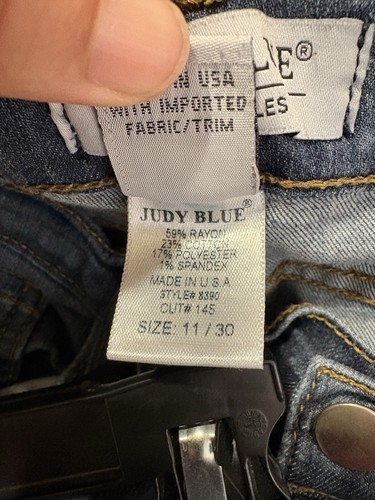 USA
WITH IMPORTED
FABRIC/TRIM
JUDY BLUE®
59% RAYON
23% COTTON
17% POLYESTER
1% SPANDEX
MADE IN U.S.A
STYLE# 8390
CUT# 145
SIZE: 11 / 30